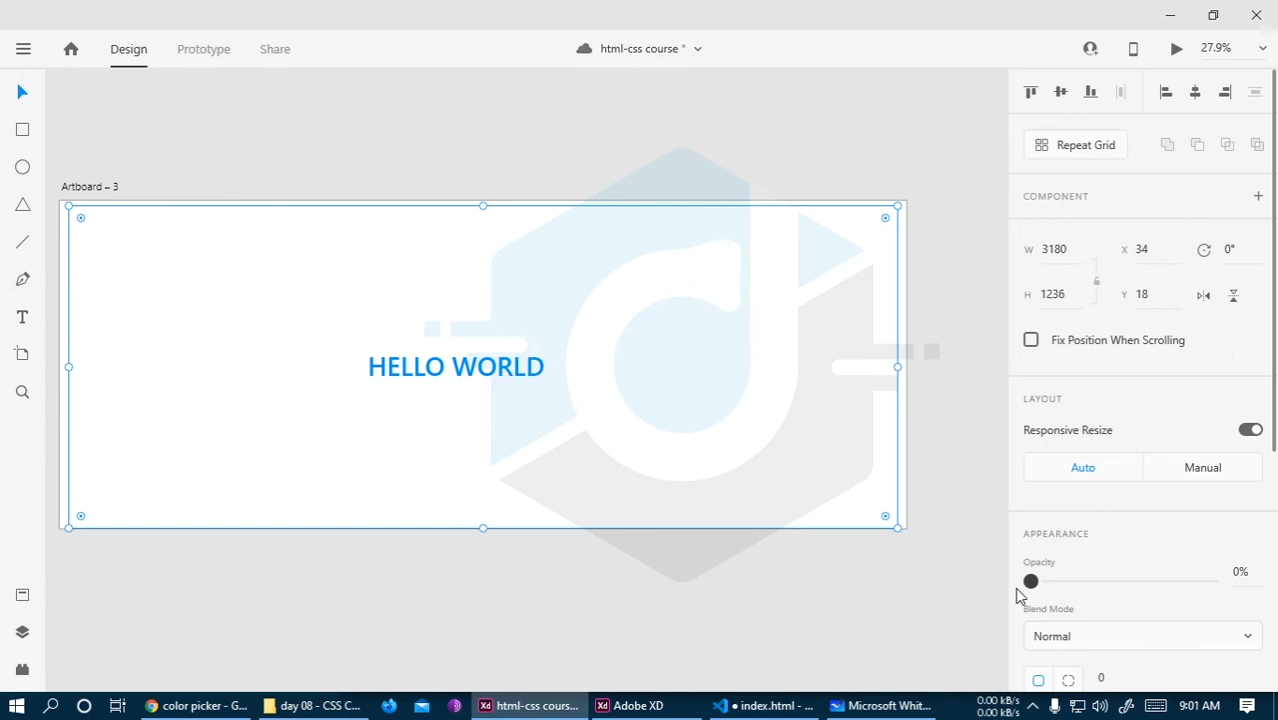 Design
Prototype
Share
html-css course *
27.9%
Repeat Grid
COMPONENT
Artboard – 3
W 3180
X 34
0°
H 1236
Y 18
Fix Position When Scrolling
HELLO WORLD
LAYOUT
Responsive Resize
Auto
Manual
APPEARANCE
Opacity
0%
Blend Mode
Normal
0
color picker - G...
day 08 - CSS C...
Xd html-css cours...
Xd Adobe XD
• index.html - ...
Microsoft Whit...
0.00 kB/s
0.00 kB/s
9:01 AM